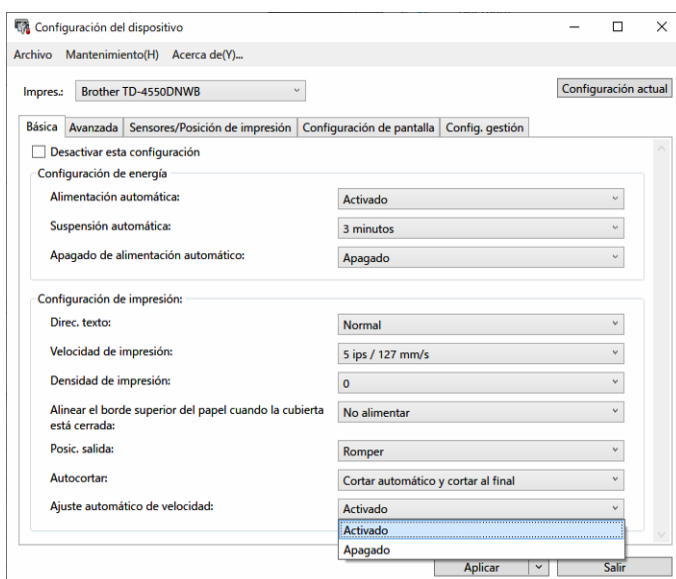 Configuración del dispositivo
Archivo Mantenimiento(H) Acerca de(Y)...
Impres.: Brother TD-4550DNWB Configuración actual
Básica Avanzada Sensores/Posición de impresión Configuración de pantalla Config. gestión
Desactivar esta configuración
Configuración de energía
Alimentación automática: Activado
Suspensión automática: 3 minutos
Apagado de alimentación automático: Apagado
Configuración de impresión:
Direc. texto: Normal
Velocidad de impresión: 5 ips / 127 mm/s
Densidad de impresión: 0
Alinear el borde superior del papel cuando la cubierta
está cerrada: No alimentar
Posic. salida: Romper
Autocortar: Cortar automático y cortar al final
Ajuste automático de velocidad: Activado
Activado
Apagado
Aplicar Salir